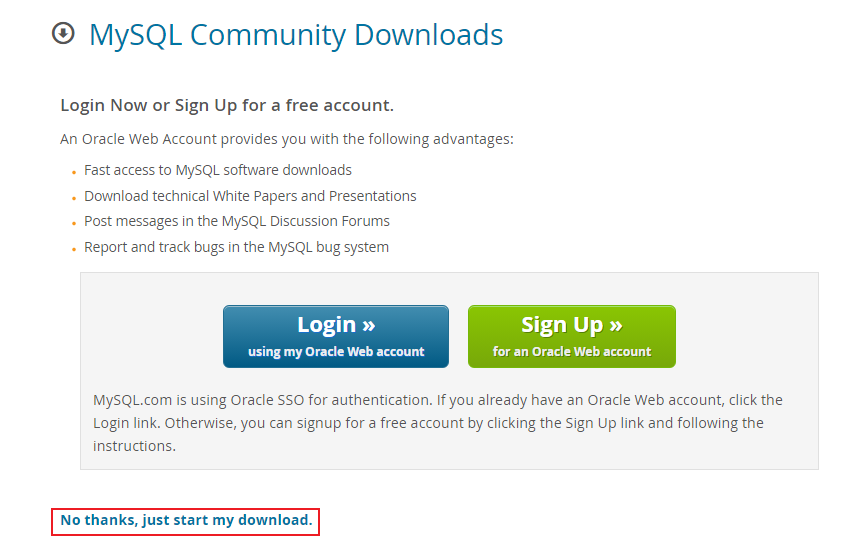 MySQL Community Downloads
Login Now or Sign Up for a free account.
An Oracle Web Account provides you with the following advantages:
Fast access to MySQL software downloads
Download technical White Papers and Presentations
Post messages in the MySQL Discussion Forums
Report and track bugs in the MySQL bug system
Login »
using my Oracle Web account
Sign Up »
for an Oracle Web account
MySQL.com is using Oracle SSO for authentication. If you already have an Oracle Web account, click the
Login link. Otherwise, you can signup for a free account by clicking the Sign Up link and following the
instructions.
No thanks, just start my download.